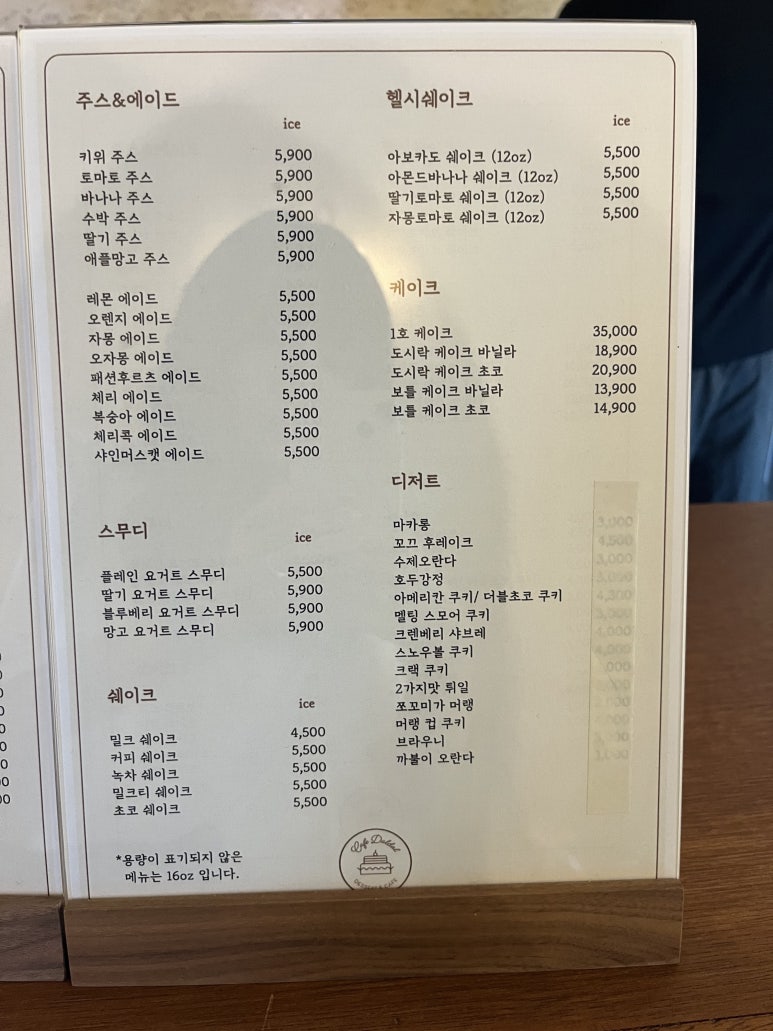 주스&에이드
ice
키위 주스 5,900
토마토 주스 5,900
바나나 주스 5,900
수박 주스 5,900
딸기 주스 5,900
애플망고 주스 5,900
레몬 에이드 5,500
오렌지 에이드 5,500
자몽 에이드 5,500
오자몽 에이드 5,500
패션후르츠 에이드 5,500
체리 에이드 5,500
복숭아 에이드 5,500
체리콕 에이드 5,500
샤인머스캣 에이드 5,500
스무디
ice
플레인 요거트 스무디 5,500
딸기 요거트 스무디 5,900
블루베리 요거트 스무디 5,900
망고 요거트 스무디 5,900
쉐이크
ice
밀크 쉐이크 4,500
커피 쉐이크 5,500
녹차 쉐이크 5,500
밀크티 쉐이크 5,500
초코 쉐이크 5,500
*용량이 표기되지 않은
메뉴는 16oz 입니다.
헬시쉐이크
ice
아보카도 쉐이크 (12oz) 5,500
아몬드바나나 쉐이크 (12oz) 5,500
딸기토마토 쉐이크 (12oz) 5,500
자몽토마토 쉐이크 (12oz) 5,500
케이크
1호 케이크 35,000
도시락 케이크 바닐라 18,900
도시락 케이크 초코 20,900
보틀 케이크 바닐라 13,900
보틀 케이크 초코 14,900
디저트
마카롱 3,000
꼬끄 후레이크 4,500
수제오란다 3,000
호두강정
아메리칸 쿠키/ 더블초코 쿠키
멜팅 스모어 쿠키
크렌베리 샤브레
스노우볼 쿠키
크랙 쿠키
2가지맛 튀일
쪼꼬미가 머랭
머랭 컵 쿠키
브라우니
까불이 오란다
Cafe